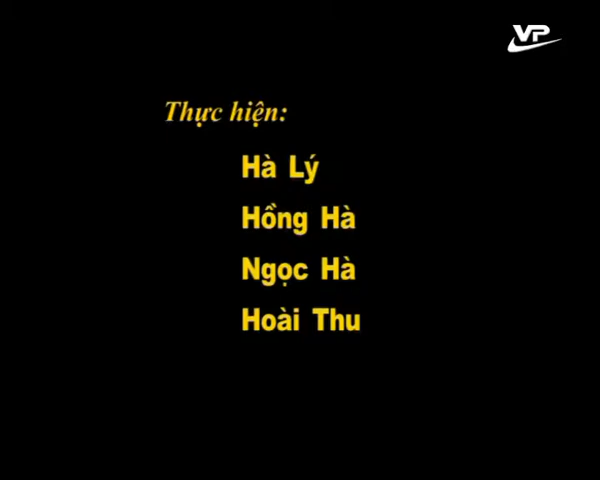 VP
Thực hiện:
Hà Lý
Hồng Hà
Ngọc Hà
Hoài Thu